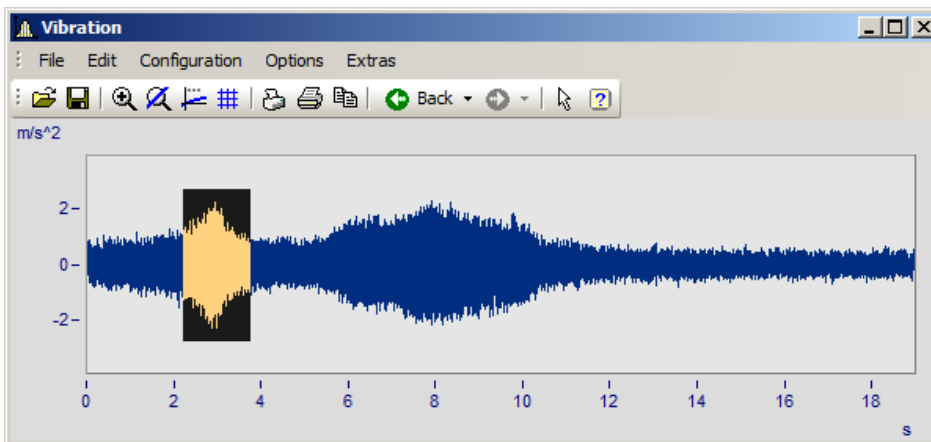 Vibration
File Edit Configuration Options Extras
Back
m/s^2
2
0
-2
0 2 4 6 8 10 12 14 16 18
s